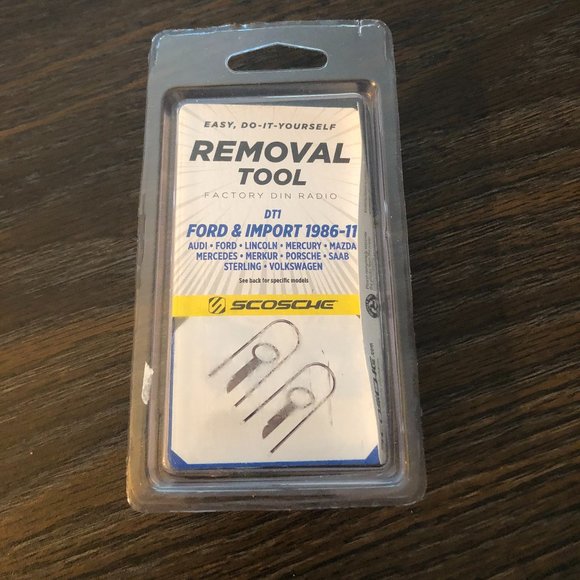 EASY, DO-IT-YOURSELF
REMOVAL
TOOL
FACTORY DIN RADIO
DT1
FORD & IMPORT 1986-11
AUDI • FORD • LINCOLN • MERCURY • MAZDA
MERCEDES • MERKUR • PORSCHE • SAAB
STERLING • VOLKSWAGEN
See back for specific models
SCOSCHE